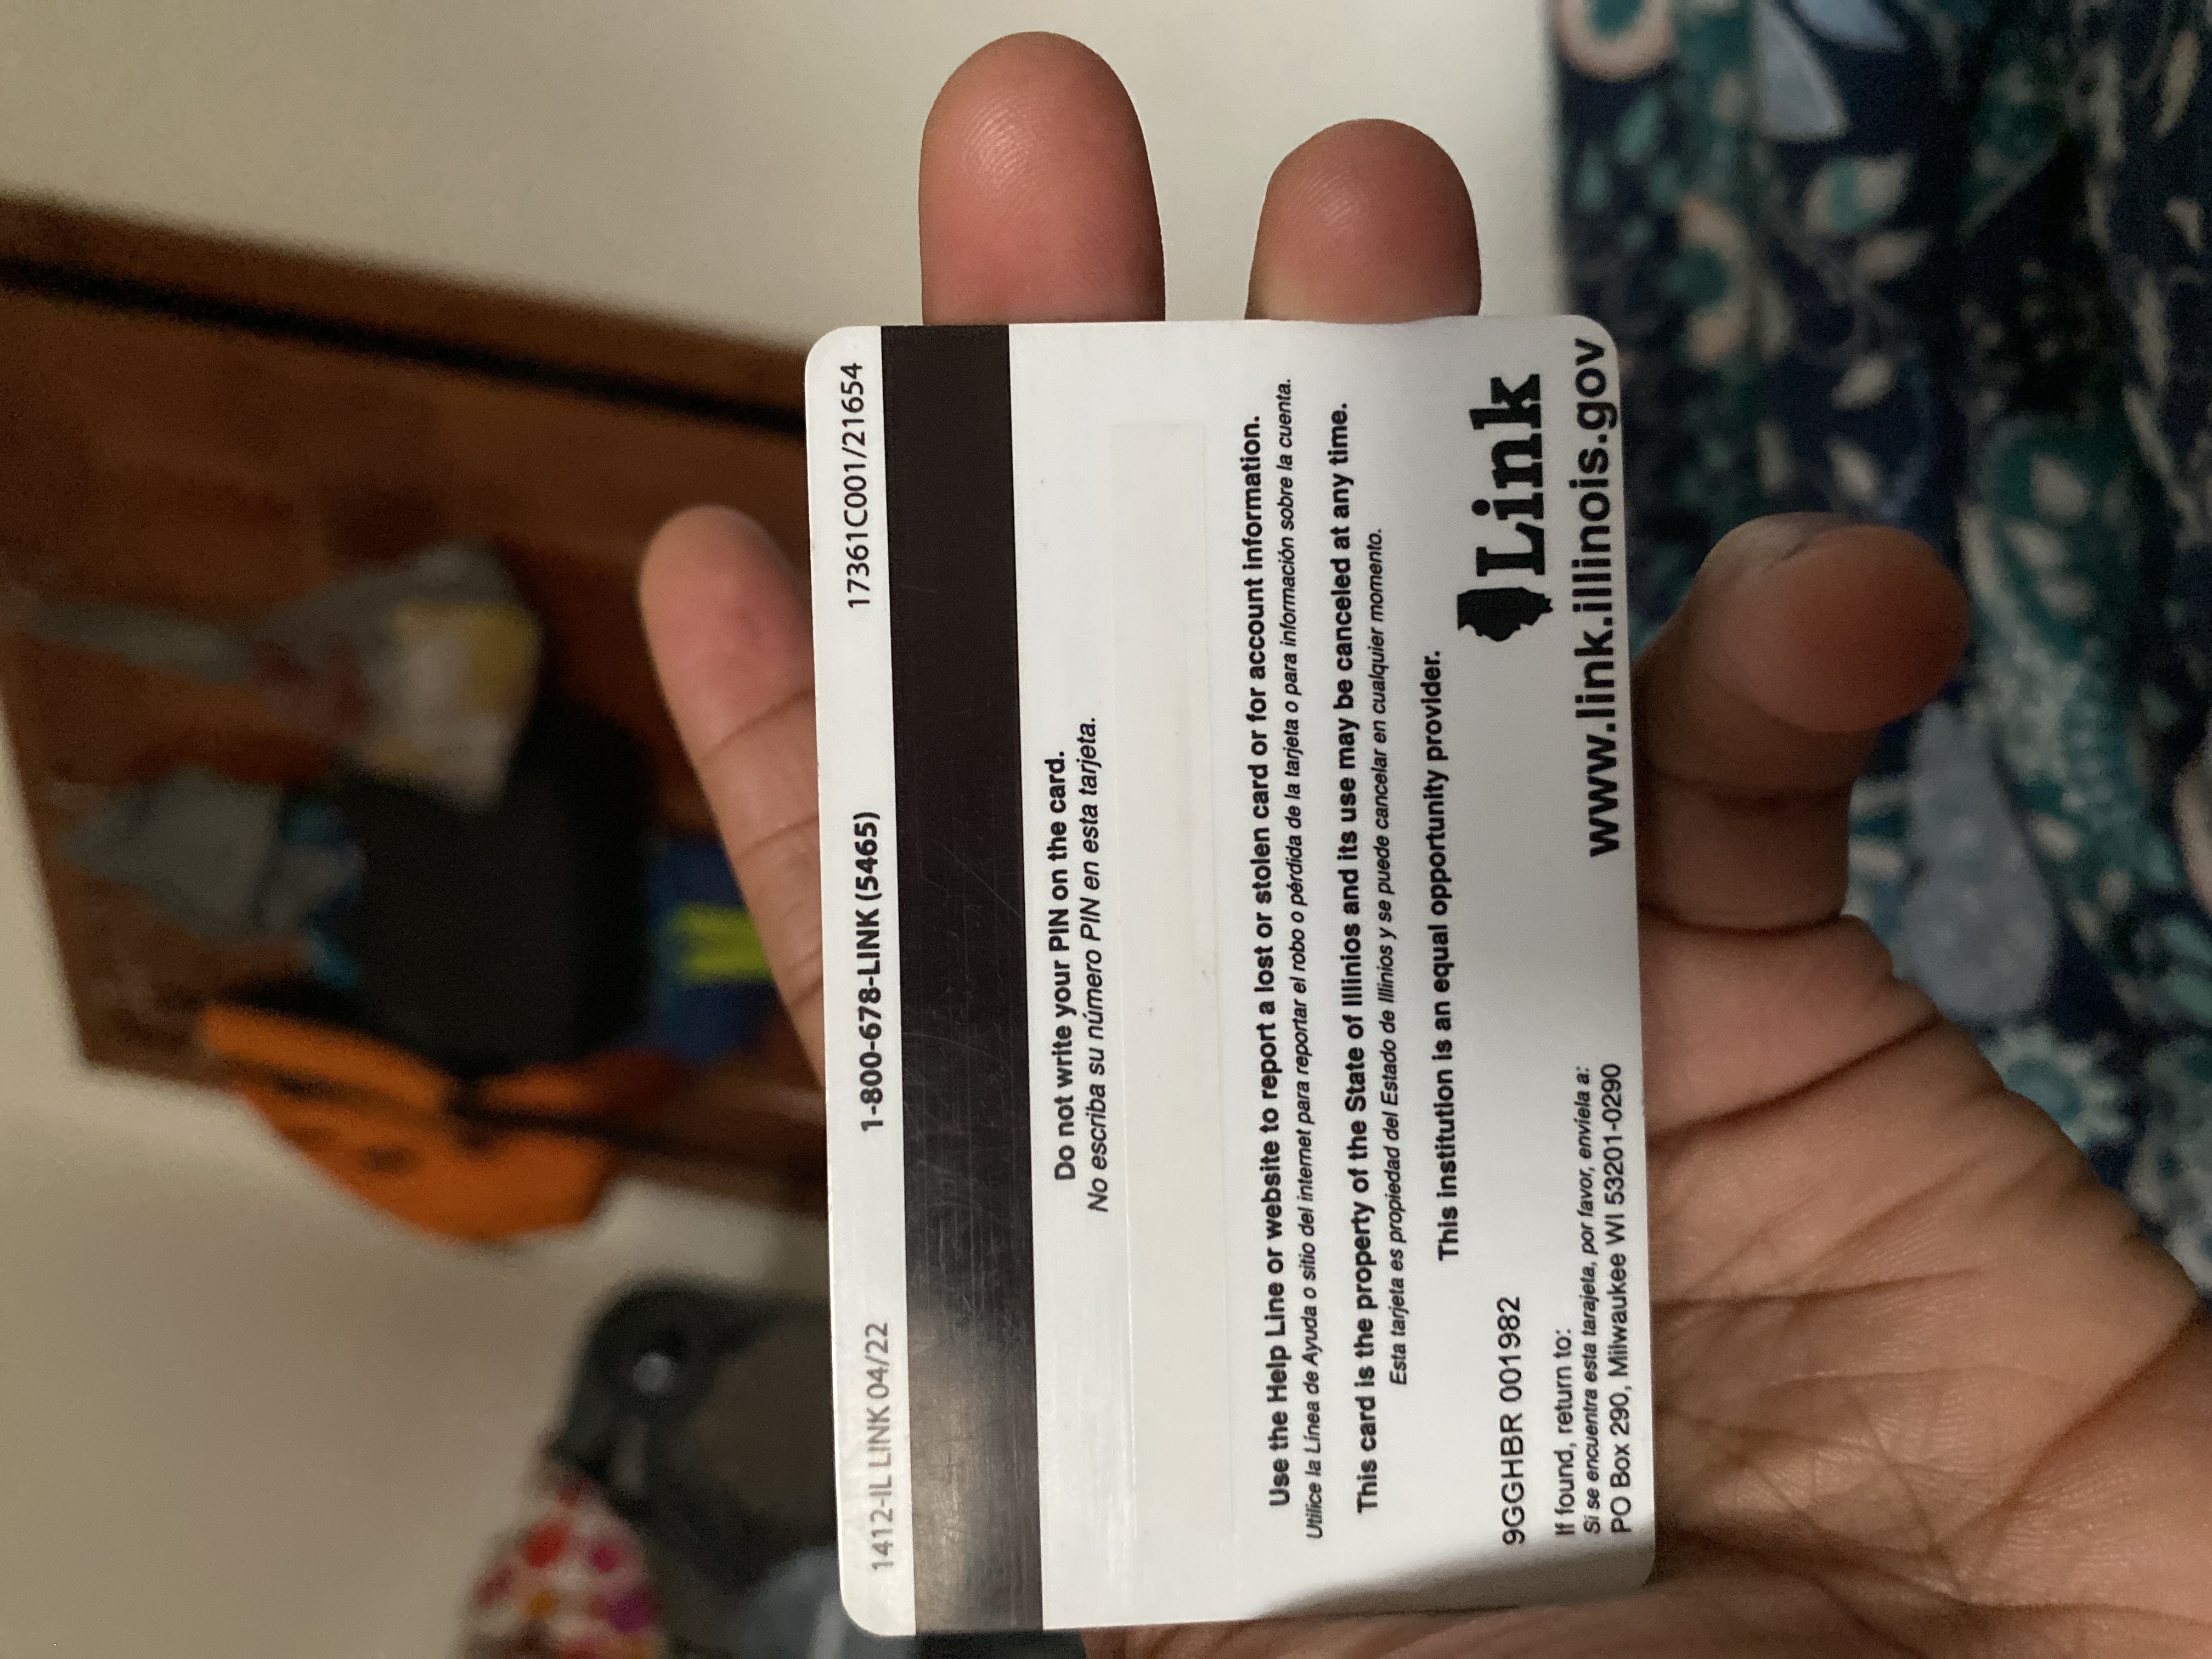 1412-IL LINK 04/22 1-800-678-LINK (5465) 17361C001/21654
Do not write your PIN on the card.
No escriba su número PIN en esta tarjeta.
Use the Help Line or website to report a lost or stolen card or for account information.
Utilice la Línea de Ayuda o sitio del internet para reportar el robo o pérdida de la tarjeta o para información sobre la cuenta.
This card is the property of the State of Illinios and its use may be canceled at any time.
Esta tarjeta es propiedad del Estado de Illinios y se puede cancelar en cualquier momento.
This institution is an equal opportunity provider.
9GGHBR 001982
If found, return to:
Si se encuentra esta tarajeta, por favor, envíela a:
PO Box 290, Milwaukee WI 53201-0290
Link
www.link.illinois.gov